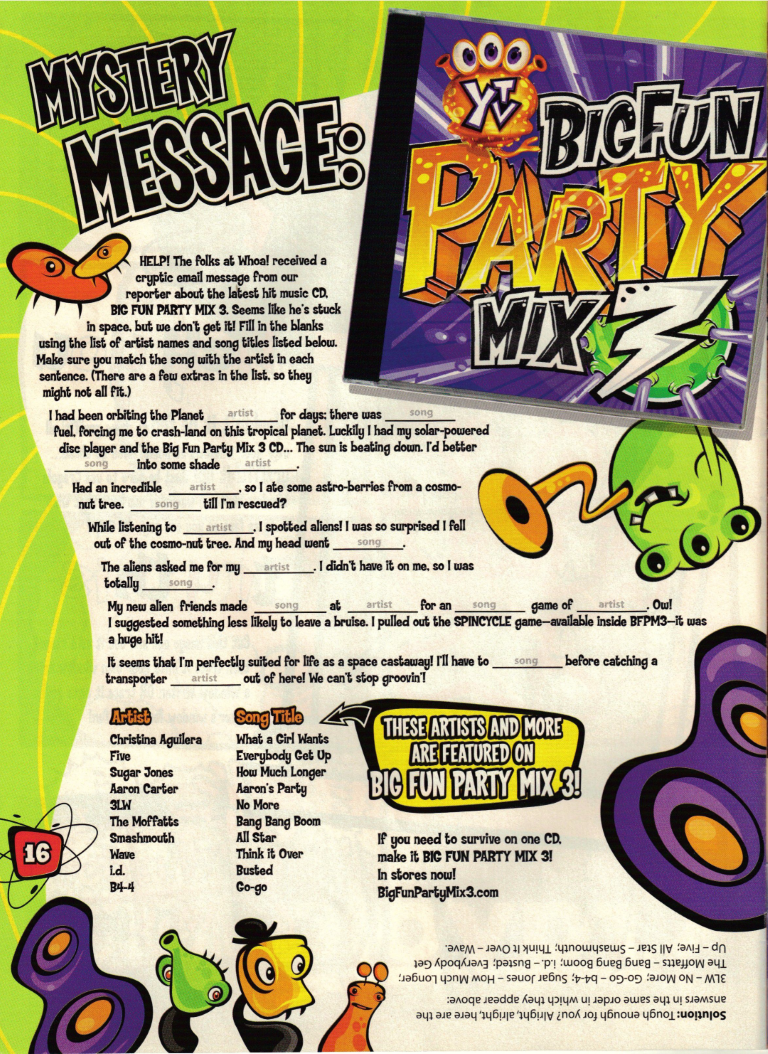 MYSTERY
MESSAGE:
YTV
BIG FUN
PARTY
MIX 3
HELP! The folks at Whoa! received a
cryptic email message from our
reporter about the latest hit music CD,
BIG FUN PARTY MIX 3. Seems like he's stuck
in space, but we don't get it! Fill in the blanks
using the list of artist names and song titles listed below.
Make sure you match the song with the artist in each
sentence. (There are a few extras in the list, so they
might not all fit.)
I had been orbiting the Planet ___artist___ for days; there was ___song___
fuel, forcing me to crash-land on this tropical planet. Luckily I had my solar-powered
disc player and the Big Fun Party Mix 3 CD... The sun is beating down. I'd better
___song___ into some shade ___artist___.
Had an incredible ___artist___, so I ate some astro-berries from a cosmo-
nut tree. ___song___ till I'm rescued?
While listening to ___artist___, I spotted aliens! I was so surprised I fell
out of the cosmo-nut tree. And my head went ___song___.
The aliens asked me for my ___artist___. I didn't have it on me, so I was
totally ___song___.
My new alien friends made ___song___ at ___artist___ for an ___song___ game of ___artist___. Ow!
I suggested something less likely to leave a bruise. I pulled out the SPINCYCLE game—available inside BFPM3—it was
a huge hit!
It seems that I'm perfectly suited for life as a space castaway! I'll have to ___song___ before catching a
transporter ___artist___ out of here! We can't stop groovin'!
Artist Song Title
Christina Aguilera What a Girl Wants
Five Everybody Get Up
Sugar Jones How Much Longer
Aaron Carter Aaron's Party
3LW No More
The Moffatts Bang Bang Boom
Smashmouth All Star
Wave Think it Over
i.d. Busted
B4-4 Go-go
THESE ARTISTS AND MORE
ARE FEATURED ON
BIG FUN PARTY MIX 3!
If you need to survive on one CD,
make it BIG FUN PARTY MIX 3!
In stores now!
BigFunPartyMix3.com
16
Solution: Tough enough for you? Alright, alright, here are the
answers in the same order in which they appear above:
3LW – No More; Go-Go – b4-4; Sugar Jones – How Much Longer;
The Moffatts – Bang Bang Boom; i.d. – Busted; Everybody Get
Up – Five; All Star – Smashmouth; Think It Over – Wave.